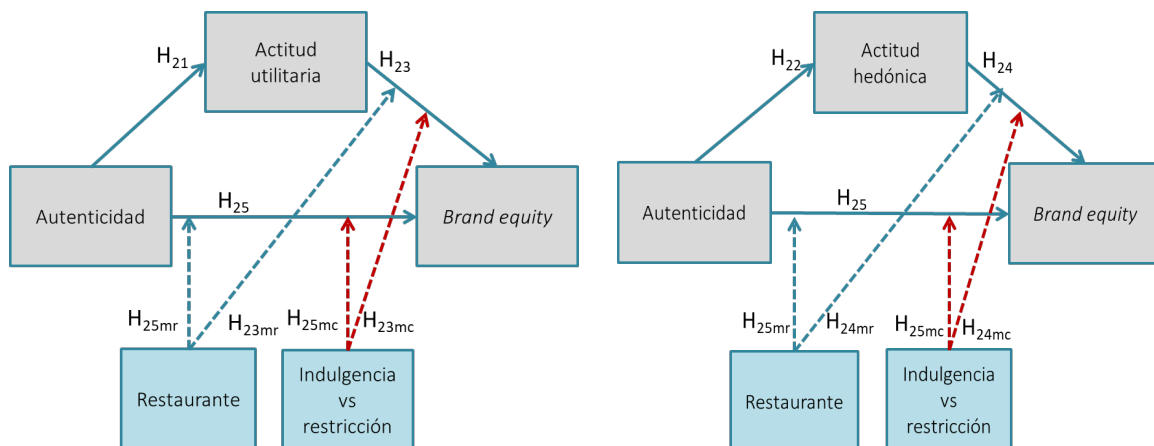 Actitud
utilitaria
H21
H23
Autenticidad
H25
Brand equity
H25mr
H23mr
H25mc
H23mc
Restaurante
Indulgencia
vs
restricción
Actitud
hedónica
H22
H24
Autenticidad
H25
Brand equity
H25mr
H24mr
H25mc
H24mc
Restaurante
Indulgencia
vs
restricción